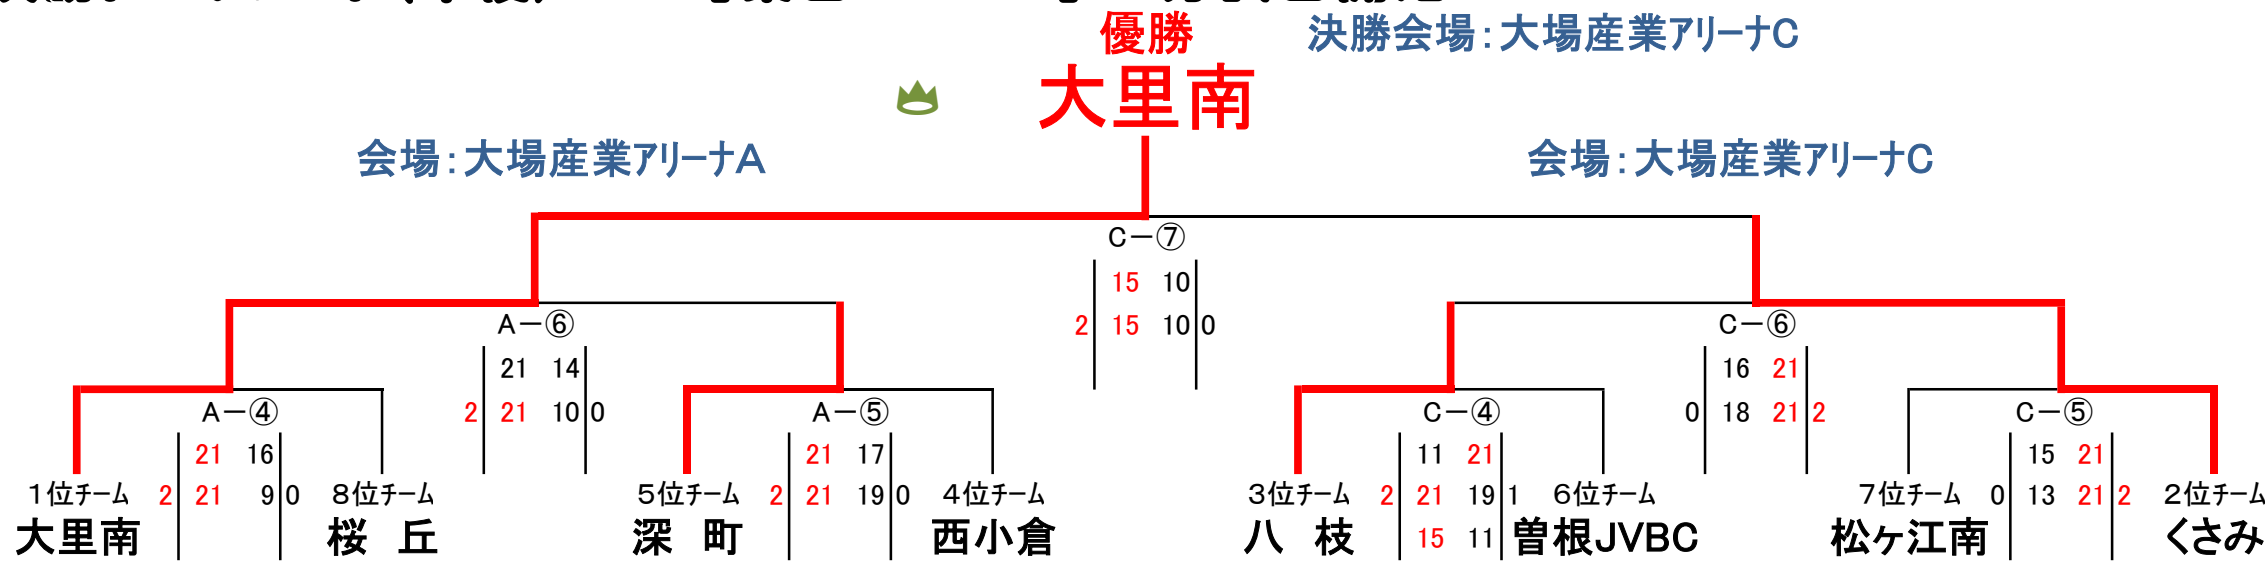 優勝
決勝会場:大場産業アリーナC
大里南
会場:大場産業アリーナA
会場:大場産業アリーナC
C－⑦
15 10
2 15 10 0
A－⑥
21 14
2 21 10 0
C－⑥
16 21
0 18 21 2
A－④
21 16
2 21 9 0
A－⑤
21 17
2 21 19 0
C－④
11 21
2 21 19 1
15 11
C－⑤
15 21
0 13 21 2
1位チーム
8位チーム
5位チーム
4位チーム
3位チーム
6位チーム
7位チーム
2位チーム
大里南
桜 丘
深 町
西小倉
八 枝
曽根JVBC
松ヶ江南
くさみ